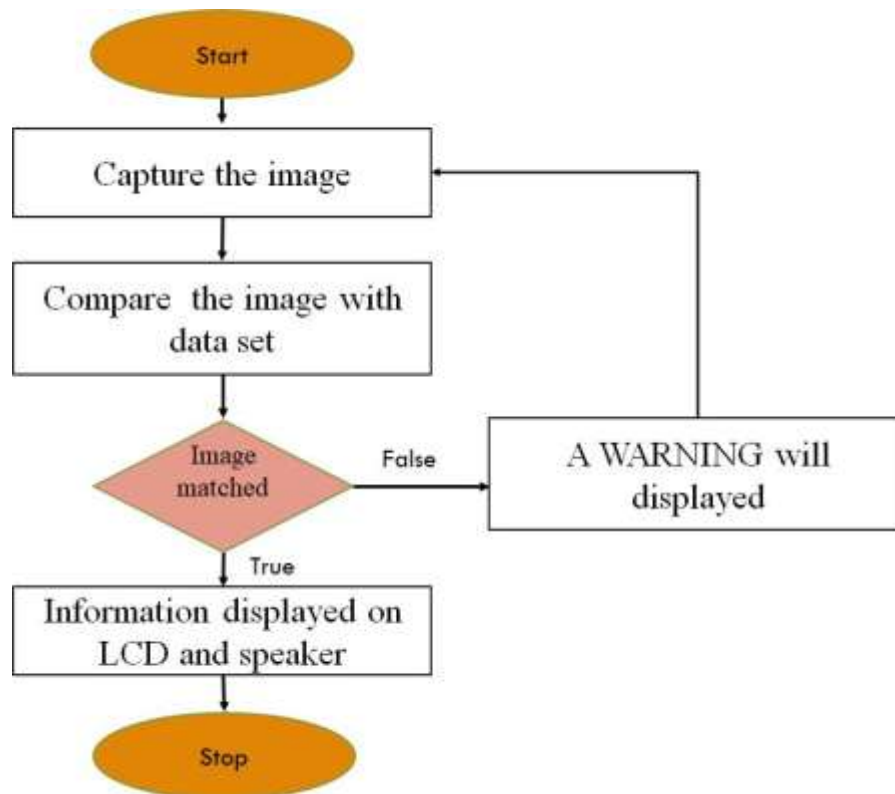 Start
Capture the image
Compare the image with
data set
Image
matched
False
A WARNING will
displayed
True
Information displayed on
LCD and speaker
Stop